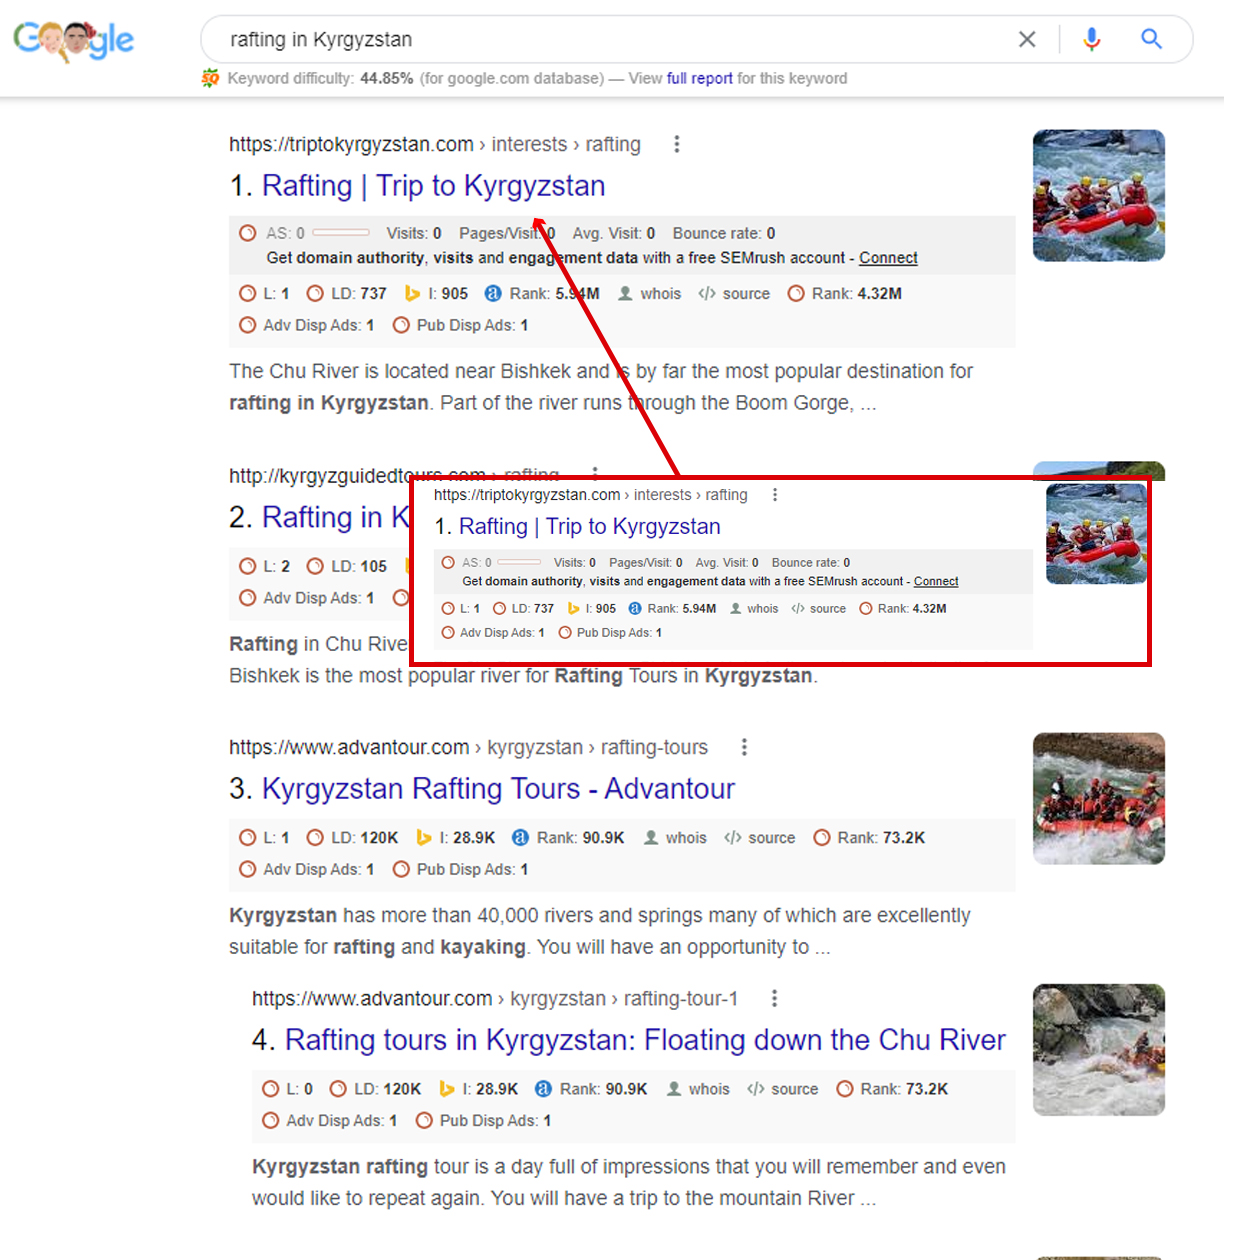 Google
rafting in Kyrgyzstan
SQ Keyword difficulty: 44.85% (for google.com database) — View full report for this keyword
https://triptokyrgyzstan.com › interests › rafting
1. Rafting | Trip to Kyrgyzstan
AS: 0 Visits: 0 Pages/Visit: 0 Avg. Visit: 0 Bounce rate: 0
Get domain authority, visits and engagement data with a free SEMrush account - Connect
L: 1 LD: 737 I: 905 a Rank: 5.94M whois </> source Rank: 4.32M
Adv Disp Ads: 1 Pub Disp Ads: 1
The Chu River is located near Bishkek and is by far the most popular destination for
rafting in Kyrgyzstan. Part of the river runs through the Boom Gorge, ...
http://kyrgyzguidedtours.com › rafting
2. Rafting in K
L: 2 LD: 105
Adv Disp Ads: 1
Rafting in Chu Rive
Bishkek is the most popular river for Rafting Tours in Kyrgyzstan.
https://triptokyrgyzstan.com › interests › rafting
1. Rafting | Trip to Kyrgyzstan
AS: 0 Visits: 0 Pages/Visit: 0 Avg. Visit: 0 Bounce rate: 0
Get domain authority, visits and engagement data with a free SEMrush account - Connect
L: 1 LD: 737 I: 905 a Rank: 5.94M whois </> source Rank: 4.32M
Adv Disp Ads: 1 Pub Disp Ads: 1
https://www.advantour.com › kyrgyzstan › rafting-tours
3. Kyrgyzstan Rafting Tours - Advantour
L: 1 LD: 120K I: 28.9K a Rank: 90.9K whois </> source Rank: 73.2K
Adv Disp Ads: 1 Pub Disp Ads: 1
Kyrgyzstan has more than 40,000 rivers and springs many of which are excellently
suitable for rafting and kayaking. You will have an opportunity to ...
https://www.advantour.com › kyrgyzstan › rafting-tour-1
4. Rafting tours in Kyrgyzstan: Floating down the Chu River
L: 0 LD: 120K I: 28.9K a Rank: 90.9K whois </> source Rank: 73.2K
Adv Disp Ads: 1 Pub Disp Ads: 1
Kyrgyzstan rafting tour is a day full of impressions that you will remember and even
would like to repeat again. You will have a trip to the mountain River ...